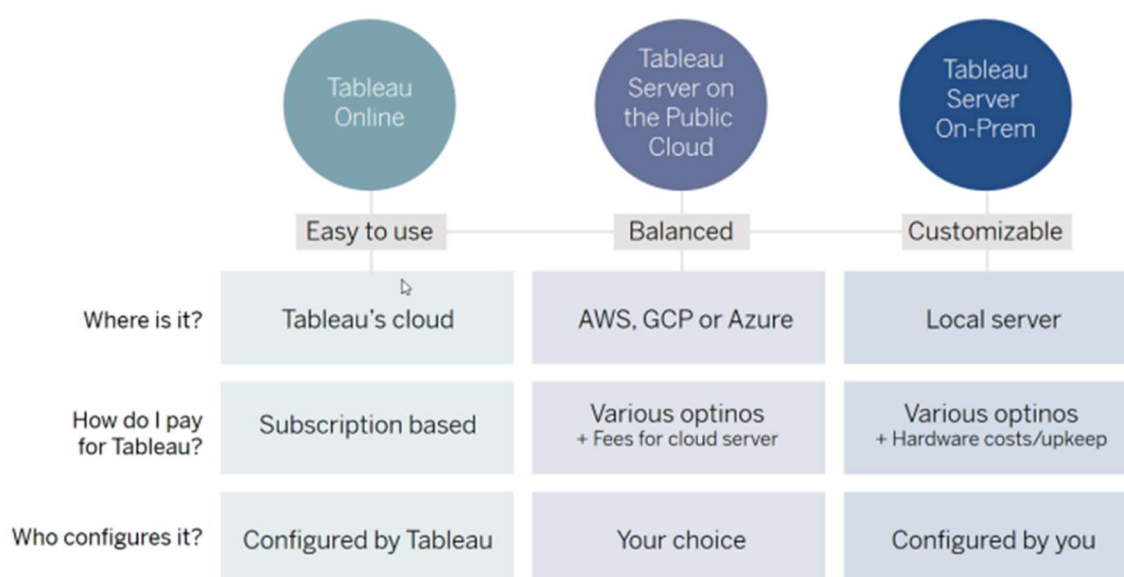 Tableau
Online
Tableau
Server on
the Public
Cloud
Tableau
Server
On-Prem
Easy to use
Balanced
Customizable
Where is it?
Tableau's cloud
AWS, GCP or Azure
Local server
How do I pay
for Tableau?
Subscription based
Various optinos
+ Fees for cloud server
Various optinos
+ Hardware costs/upkeep
Who configures it?
Configured by Tableau
Your choice
Configured by you